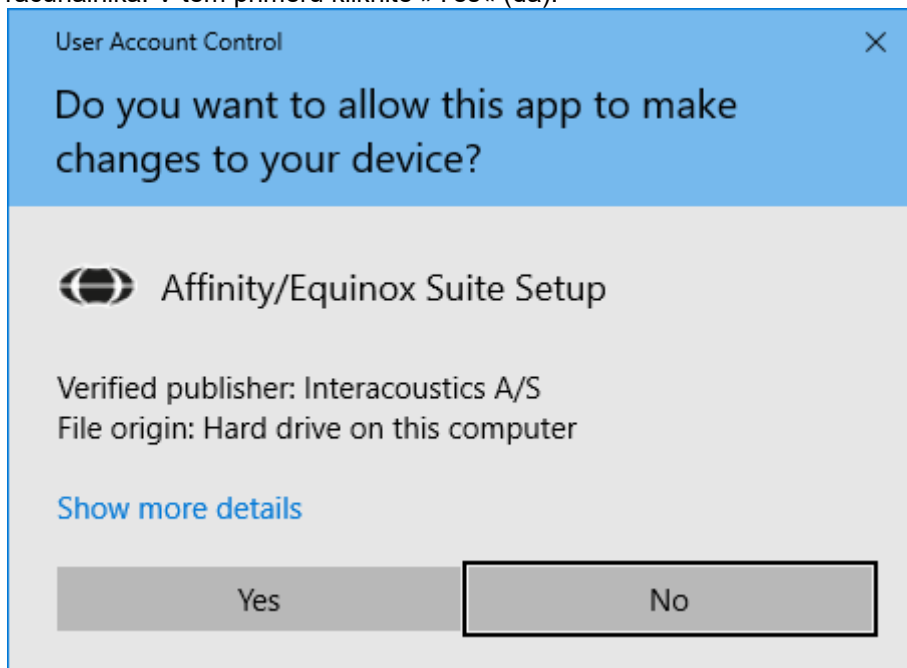 V tem primeru kliknite »Yes« (da).
User Account Control
Do you want to allow this app to make
changes to your device?
Affinity/Equinox Suite Setup
Verified publisher: Interacoustics A/S
File origin: Hard drive on this computer
Show more details
Yes
No